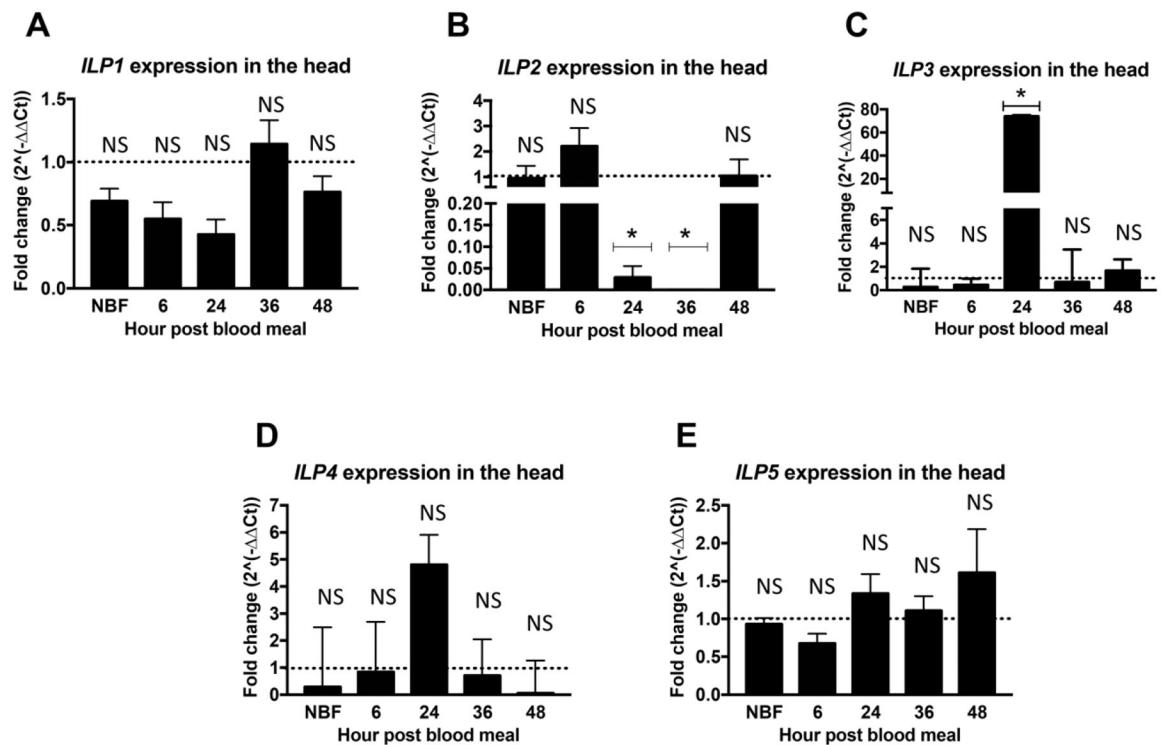 A
ILP1 expression in the head
Fold change (2^(-ΔΔCt))
1.5
1.0
0.5
0.0
NS NS NS NS NS
NBF 6 24 36 48
Hour post blood meal
B
ILP2 expression in the head
Fold change (2^(-ΔΔCt))
4
3
2
1
0.20
0.15
0.10
0.05
0.00
NS NS * * NS
NBF 6 24 36 48
Hour post blood meal
C
ILP3 expression in the head
Fold change (2^(-ΔΔCt))
80
60
40
20
6
4
2
0
NS NS * NS NS
NBF 6 24 36 48
Hour post blood meal
D
ILP4 expression in the head
Fold change (2^(-ΔΔCt))
7
6
5
4
3
2
1
0
NS NS NS NS NS
NBF 6 24 36 48
Hour post blood meal
E
ILP5 expression in the head
Fold change (2^(-ΔΔCt))
2.5
2.0
1.5
1.0
0.5
0.0
NS NS NS NS NS
NBF 6 24 36 48
Hour post blood meal